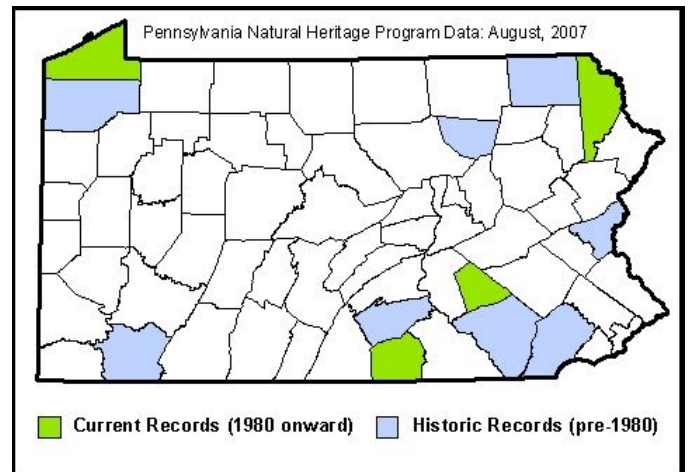 Pennsylvania Natural Heritage Program Data: August, 2007
Current Records (1980 onward)
Historic Records (pre-1980)